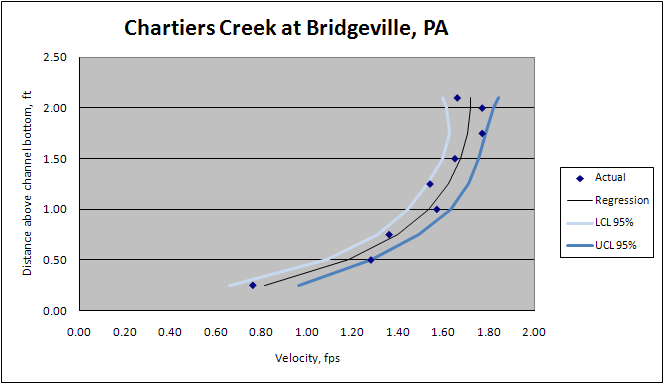 Chartiers Creek at Bridgeville, PA
2.50
2.00
1.50
1.00
0.50
0.00
Distance above channel bottom, ft
0.00 0.20 0.40 0.60 0.80 1.00 1.20 1.40 1.60 1.80 2.00
Velocity, fps
Actual
Regression
LCL 95%
UCL 95%